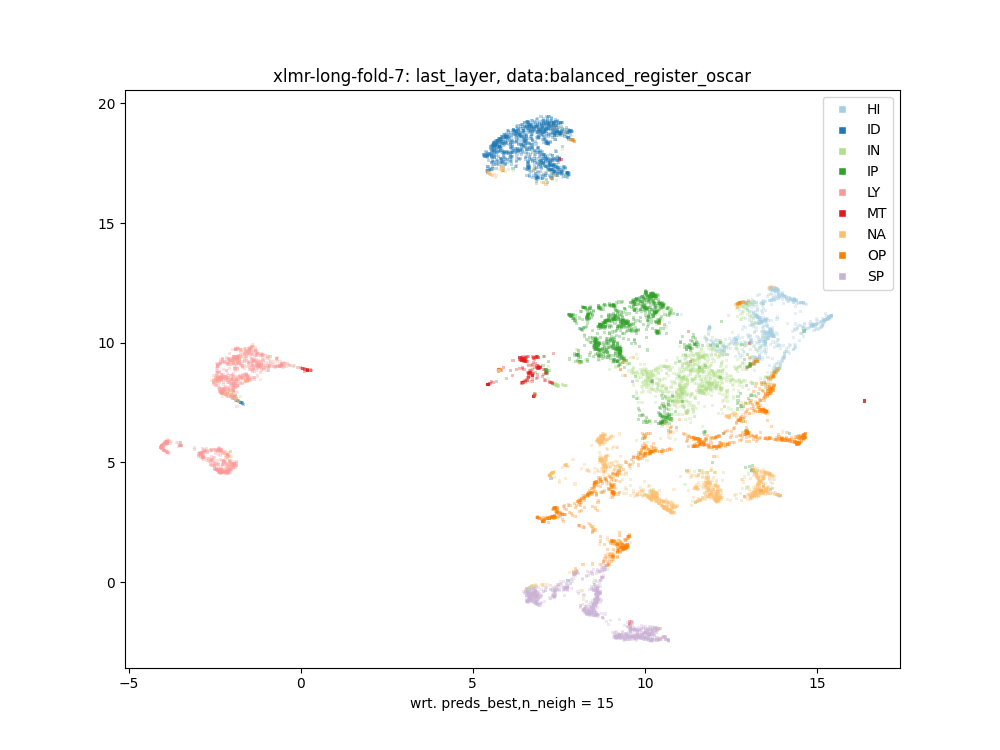 xlmr-long-fold-7: last_layer, data:balanced_register_oscar
20
15
10
5
0
−5
0
5
10
15
HI
ID
IN
IP
LY
MT
NA
OP
SP
wrt. preds_best,n_neigh = 15